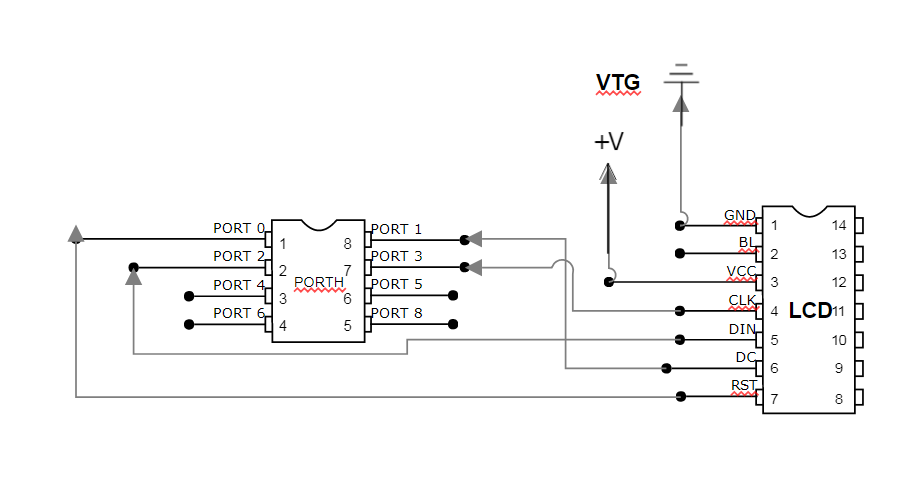 VTG
+V
PORT 0
1
PORT 2
2
PORT 4
3
PORT 6
4
PORTH
PORT 1
8
PORT 3
7
PORT 5
6
PORT 8
5
GND
1
BL
2
VCC
3
CLK
4
DIN
5
DC
6
RST
7
LCD
14
13
12
11
10
9
8